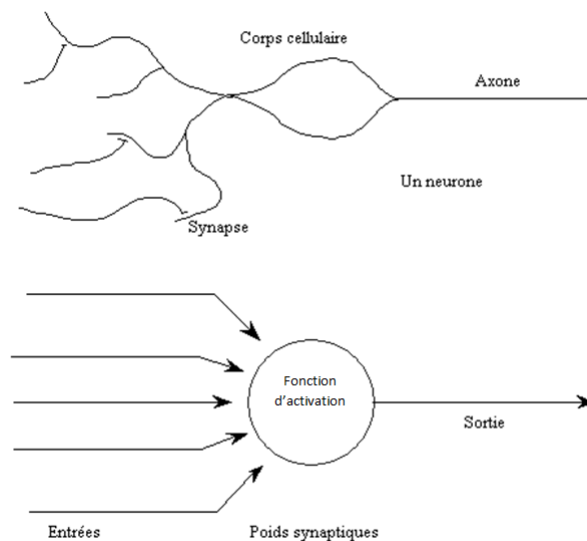 Corps cellulaire
Axone
Un neurone
Synapse
Fonction
d’activation
Sortie
Entrées
Poids synaptiques